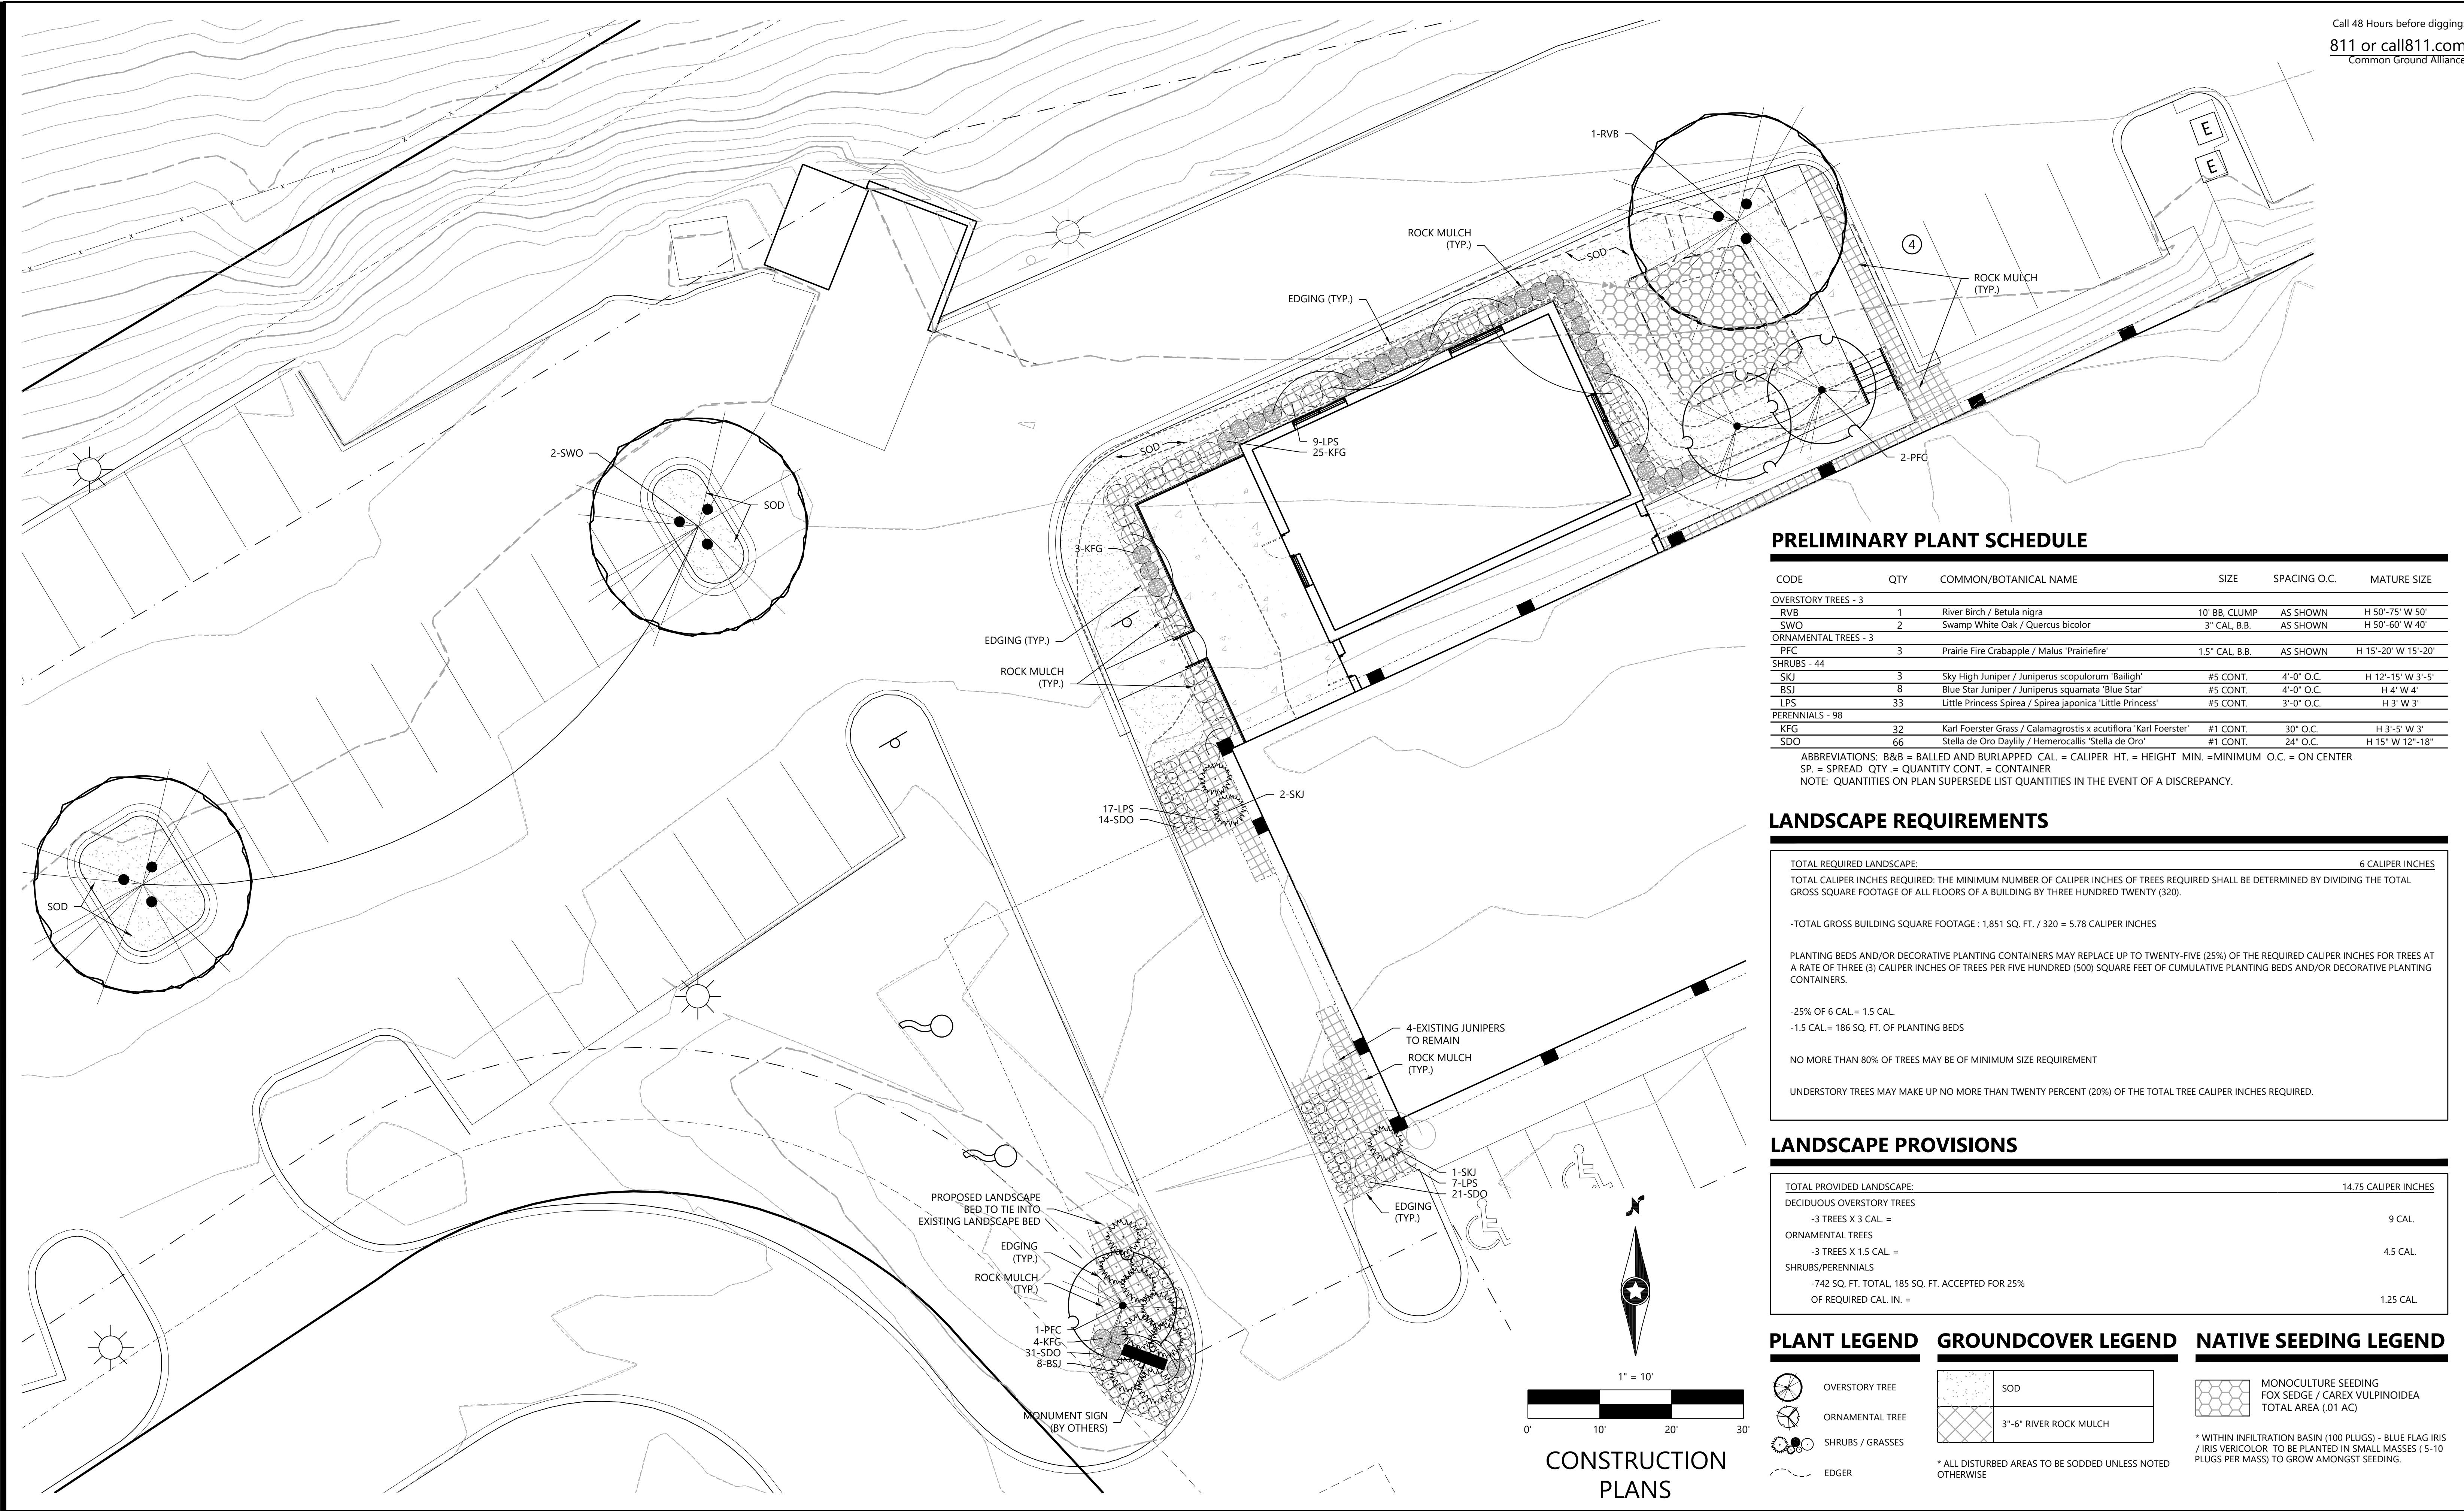 Call 48 Hours before digging
811 or call811.com
Common Ground Alliance
1-RVB
E
E
ROCK MULCH
(TYP.)
SOD
4
EDGING (TYP.)
ROCK MULCH
(TYP.)
2-SWO
SOD
9-LPS
25-KFG
SOD
2-PFC
3-KFG
EDGING (TYP.)
ROCK MULCH
(TYP.)
2-SKJ
17-LPS
14-SDO
SOD
4-EXISTING JUNIPERS
TO REMAIN
ROCK MULCH
(TYP.)
1-SKJ
7-LPS
21-SDO
EDGING
(TYP.)
PROPOSED LANDSCAPE
BED TO TIE INTO
EXISTING LANDSCAPE BED
EDGING
(TYP.)
ROCK MULCH
(TYP.)
1-PFC
4-KFG
31-SDO
8-BSJ
MONUMENT SIGN
(BY OTHERS)
N
1" = 10'
0' 10' 20' 30'
CONSTRUCTION
PLANS
PRELIMINARY PLANT SCHEDULE
CODE QTY COMMON/BOTANICAL NAME SIZE SPACING O.C. MATURE SIZE
OVERSTORY TREES - 3
RVB 1 River Birch / Betula nigra 10' BB, CLUMP AS SHOWN H 50'-75' W 50'
SWO 2 Swamp White Oak / Quercus bicolor 3" CAL, B.B. AS SHOWN H 50'-60' W 40'
ORNAMENTAL TREES - 3
PFC 3 Prairie Fire Crabapple / Malus 'Prairiefire' 1.5" CAL, B.B. AS SHOWN H 15'-20' W 15'-20'
SHRUBS - 44
SKJ 3 Sky High Juniper / Juniperus scopulorum 'Bailigh' #5 CONT. 4'-0" O.C. H 12'-15' W 3'-5'
BSJ 8 Blue Star Juniper / Juniperus squamata 'Blue Star' #5 CONT. 4'-0" O.C. H 4' W 4'
LPS 33 Little Princess Spirea / Spirea japonica 'Little Princess' #5 CONT. 3'-0" O.C. H 3' W 3'
PERENNIALS - 98
KFG 32 Karl Foerster Grass / Calamagrostis x acutiflora 'Karl Foerster' #1 CONT. 30" O.C. H 3'-5' W 3'
SDO 66 Stella de Oro Daylily / Hemerocallis 'Stella de Oro' #1 CONT. 24" O.C. H 15" W 12"-18"
ABBREVIATIONS: B&B = BALLED AND BURLAPPED CAL. = CALIPER HT. = HEIGHT MIN. =MINIMUM O.C. = ON CENTER
SP. = SPREAD QTY .= QUANTITY CONT. = CONTAINER
NOTE: QUANTITIES ON PLAN SUPERSEDE LIST QUANTITIES IN THE EVENT OF A DISCREPANCY.
LANDSCAPE REQUIREMENTS
TOTAL REQUIRED LANDSCAPE: 6 CALIPER INCHES
TOTAL CALIPER INCHES REQUIRED: THE MINIMUM NUMBER OF CALIPER INCHES OF TREES REQUIRED SHALL BE DETERMINED BY DIVIDING THE TOTAL
GROSS SQUARE FOOTAGE OF ALL FLOORS OF A BUILDING BY THREE HUNDRED TWENTY (320).
-TOTAL GROSS BUILDING SQUARE FOOTAGE : 1,851 SQ. FT. / 320 = 5.78 CALIPER INCHES
PLANTING BEDS AND/OR DECORATIVE PLANTING CONTAINERS MAY REPLACE UP TO TWENTY-FIVE (25%) OF THE REQUIRED CALIPER INCHES FOR TREES AT
A RATE OF THREE (3) CALIPER INCHES OF TREES PER FIVE HUNDRED (500) SQUARE FEET OF CUMULATIVE PLANTING BEDS AND/OR DECORATIVE PLANTING
CONTAINERS.
-25% OF 6 CAL.= 1.5 CAL.
-1.5 CAL.= 186 SQ. FT. OF PLANTING BEDS
NO MORE THAN 80% OF TREES MAY BE OF MINIMUM SIZE REQUIREMENT
UNDERSTORY TREES MAY MAKE UP NO MORE THAN TWENTY PERCENT (20%) OF THE TOTAL TREE CALIPER INCHES REQUIRED.
LANDSCAPE PROVISIONS
TOTAL PROVIDED LANDSCAPE: 14.75 CALIPER INCHES
DECIDUOUS OVERSTORY TREES
-3 TREES X 3 CAL. = 9 CAL.
ORNAMENTAL TREES
-3 TREES X 1.5 CAL. = 4.5 CAL.
SHRUBS/PERENNIALS
-742 SQ. FT. TOTAL, 185 SQ. FT. ACCEPTED FOR 25%
OF REQUIRED CAL. IN. = 1.25 CAL.
PLANT LEGEND
OVERSTORY TREE
ORNAMENTAL TREE
SHRUBS / GRASSES
EDGER
GROUNDCOVER LEGEND
SOD
3"-6" RIVER ROCK MULCH
* ALL DISTURBED AREAS TO BE SODDED UNLESS NOTED
OTHERWISE
NATIVE SEEDING LEGEND
MONOCULTURE SEEDING
FOX SEDGE / CAREX VULPINOIDEA
TOTAL AREA (.01 AC)
* WITHIN INFILTRATION BASIN (100 PLUGS) - BLUE FLAG IRIS
/ IRIS VERICOLOR TO BE PLANTED IN SMALL MASSES ( 5-10
PLUGS PER MASS) TO GROW AMONGST SEEDING.
ROCK MULCH
(TYP.)
SOD